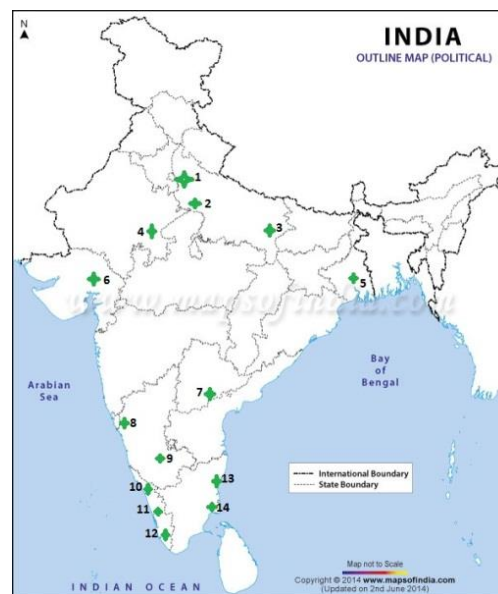 N
INDIA
OUTLINE MAP (POLITICAL)
1
2
4
3
6
5
www.mapsofindia.com
Arabian
Sea
Bay
of
Bengal
7
8
9
10
13
11
14
12
International Boundary
State Boundary
Map not to Scale
Copyright © 2014 www.mapsofindia.com
(Updated on 2nd June 2014)
INDIAN OCEAN